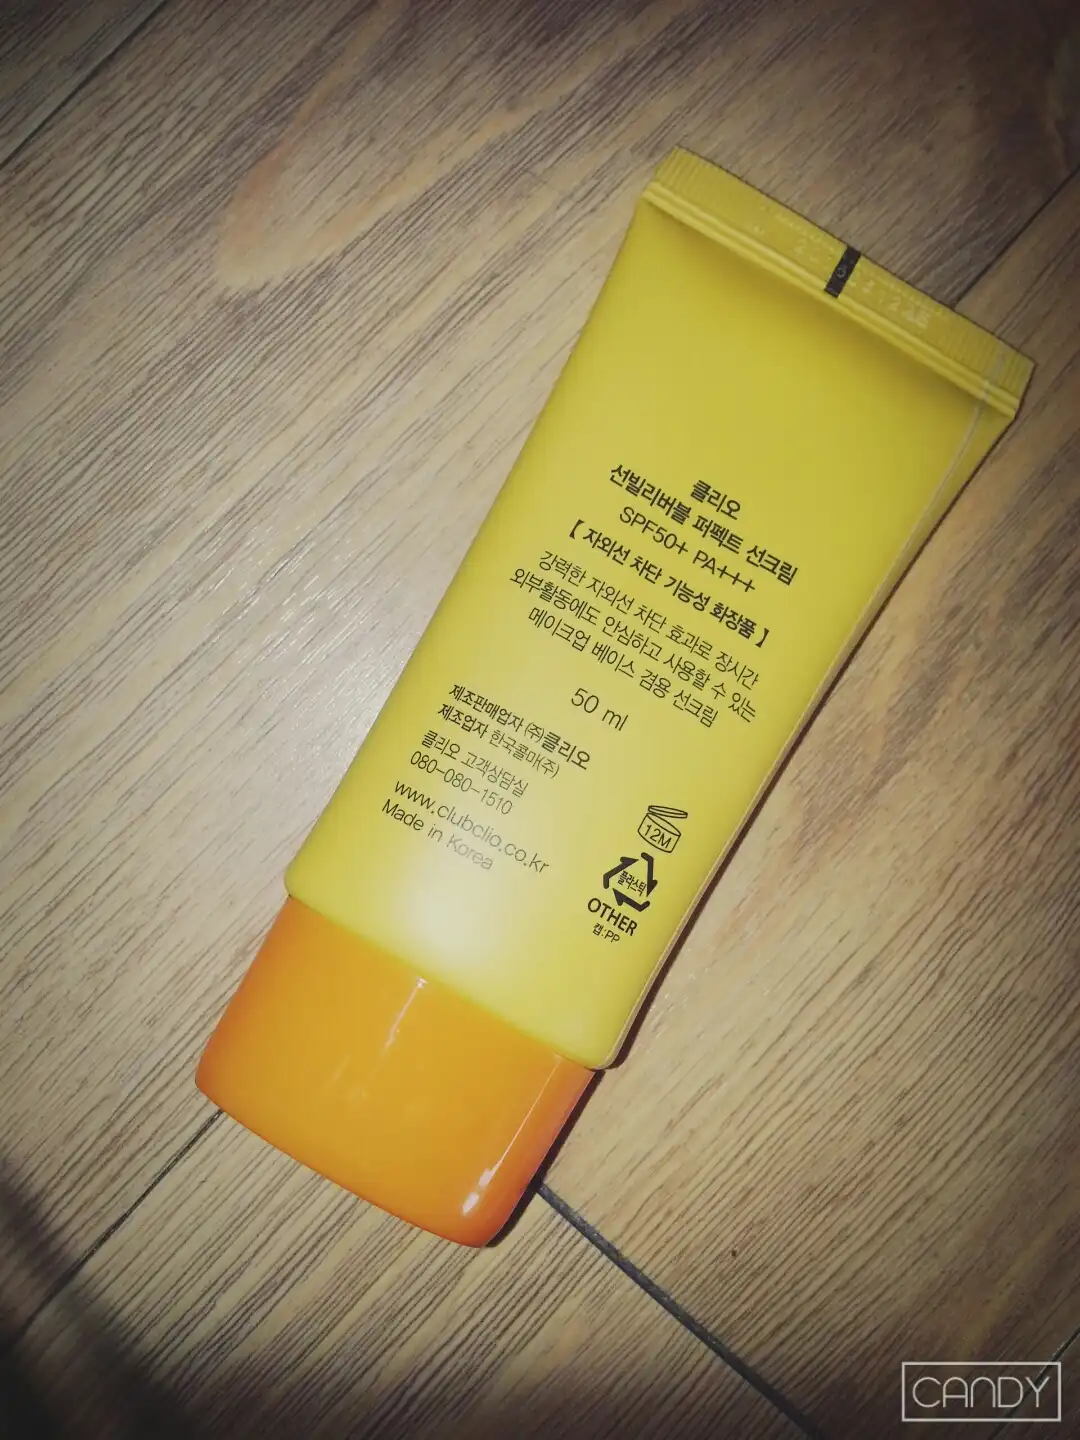 클리오
선빌리버블 퍼펙트 선크림
SPF50+ PA+++
【 자외선 차단 기능성 화장품 】
강력한 자외선 차단 효과로 장시간
외부활동에도 안심하고 사용할 수 있는
메이크업 베이스 겸용 선크림
50 ml
제조판매업자 ㈜클리오
제조업자 한국콜마(주)
클리오 고객상담실
080-080-1510
www.clubclio.co.kr
Made in Korea
12M
플라스틱
OTHER
캡:PP
CANDY